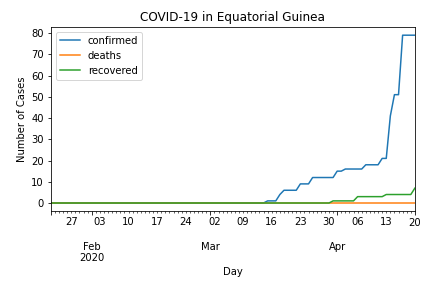 COVID-19 in Equatorial Guinea
confirmed
deaths
recovered
Number of Cases
80
70
60
50
40
30
20
10
0
27 03 10 17 24 02 09 16 23 30 06 13 20
Feb Mar Apr
2020
Day